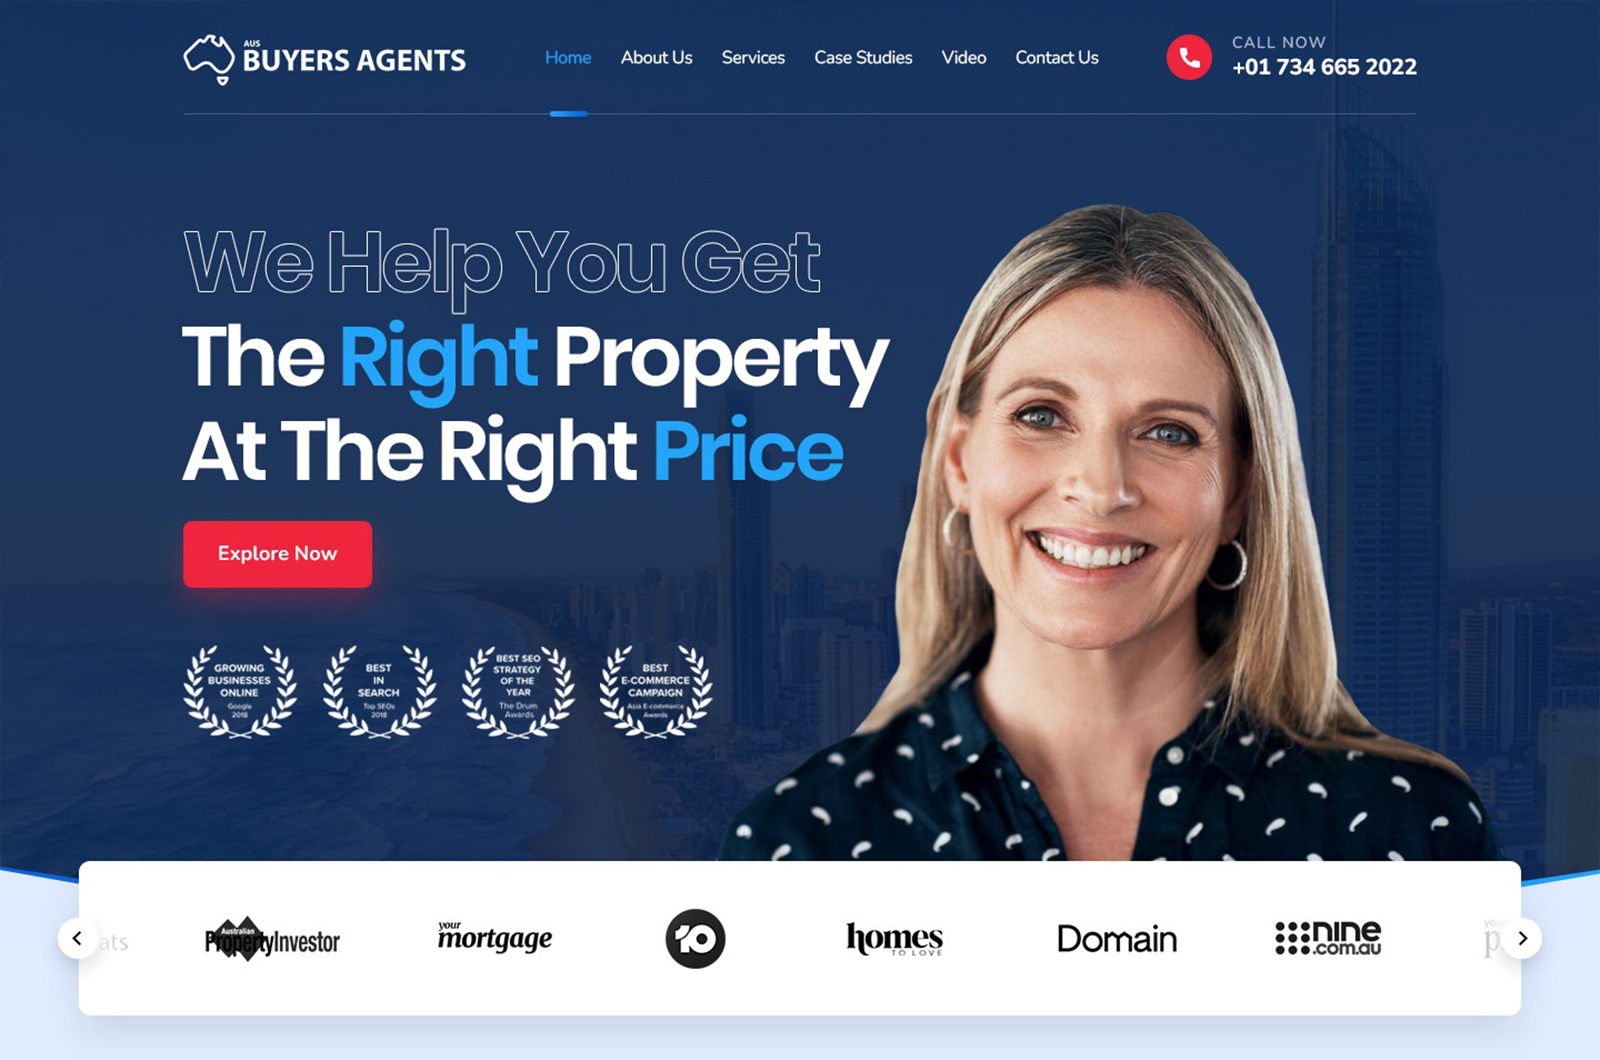 AUS
BUYERS AGENTS
Home
About Us
Services
Case Studies
Video
Contact Us
CALL NOW
+01 734 665 2022
We Help You Get
The Right Property
At The Right Price
Explore Now
GROWING
BUSINESSES
ONLINE
Google
2018
BEST
IN
SEARCH
Top SEOs
2018
BEST SEO
STRATEGY
OF THE
YEAR
The Drum
Awards
BEST
E-COMMERCE
CAMPAIGN
Asia E-commerce
Awards
ats
Australian
PropertyInvestor
your
mortgage
10
homes
TO LOVE
Domain
nine
.com.au